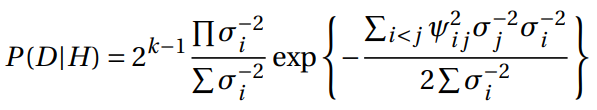 P(D|H) = 2^{k-1} \frac{\prod \sigma_i^{-2}}{\sum \sigma_i^{-2}} \exp \left\{ -\frac{\sum_{i<j} \psi_{ij}^2 \sigma_j^{-2} \sigma_i^{-2}}{2 \sum \sigma_i^{-2}} \right\}